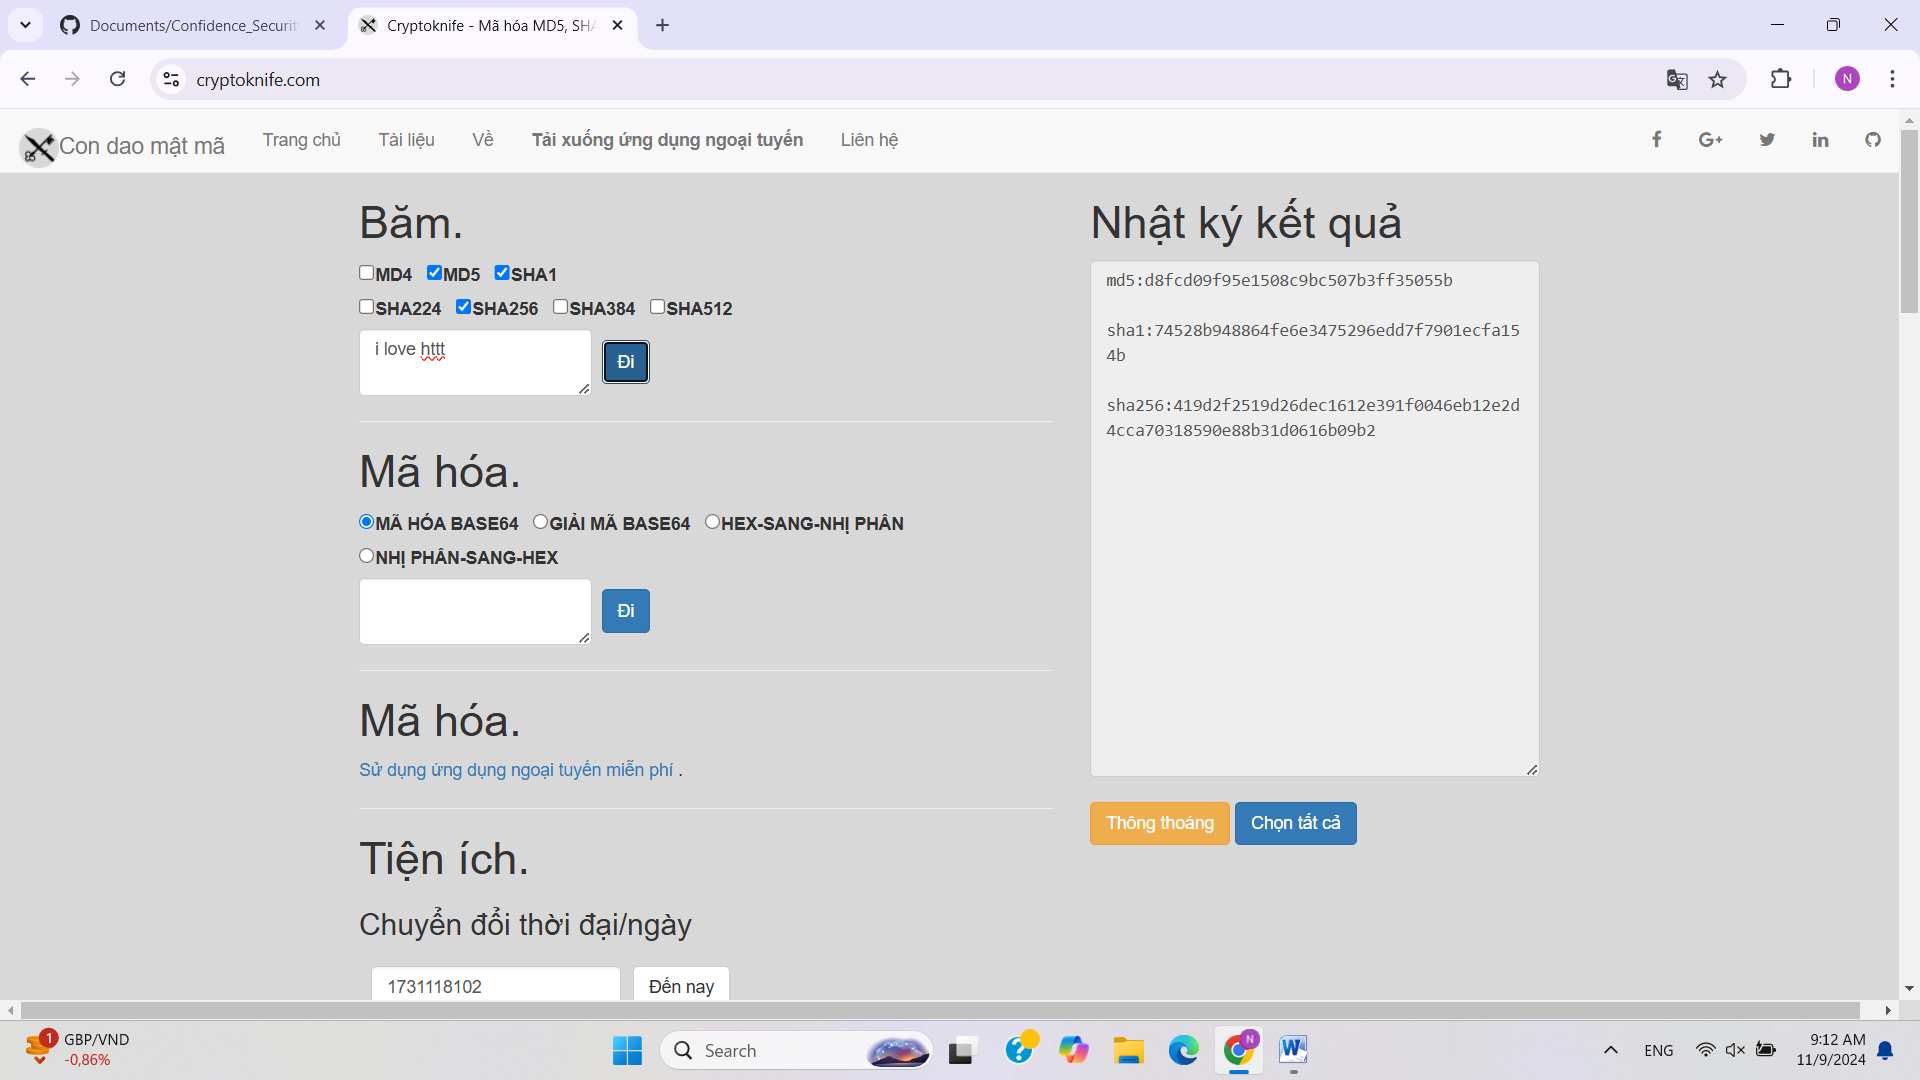 Documents/Confidence_Securit
Cryptoknife - Mã hóa MD5, SHA
cryptoknife.com
N
Con dao mật mã
Trang chủ
Tài liệu
Về
Tải xuống ứng dụng ngoại tuyến
Liên hệ
Băm.
MD4 MD5 SHA1
SHA224 SHA256 SHA384 SHA512
i love httt
Đi
Mã hóa.
MÃ HÓA BASE64 GIẢI MÃ BASE64 HEX-SANG-NHỊ PHÂN
NHỊ PHÂN-SANG-HEX
Đi
Mã hóa.
Sử dụng ứng dụng ngoại tuyến miễn phí .
Tiện ích.
Chuyển đổi thời đại/ngày
1731118102
Đến nay
Nhật ký kết quả
md5:d8fcd09f95e1508c9bc507b3ff35055b
sha1:74528b948864fe6e3475296edd7f7901ecfa15
4b
sha256:419d2f2519d26dec1612e391f0046eb12e2d
4cca70318590e88b31d0616b09b2
Thông thoáng
Chọn tất cả
1
GBP/VND
-0,86%
Search
N
ENG
9:12 AM
11/9/2024